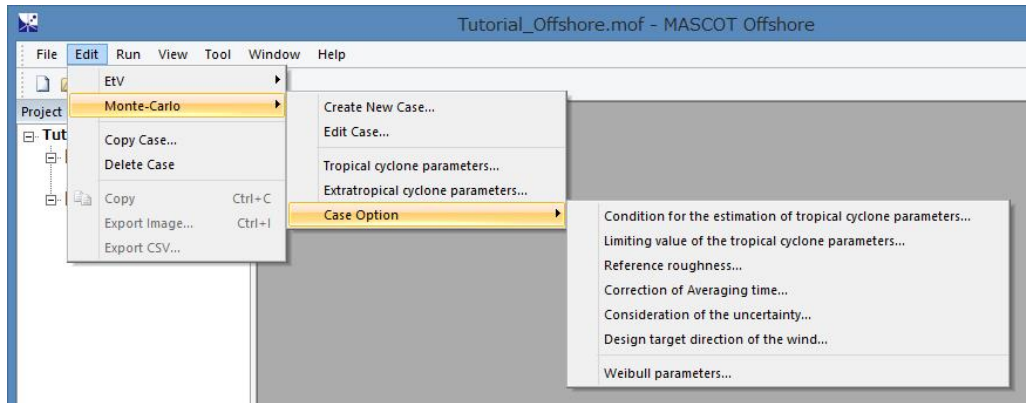 Tutorial_Offshore.mof - MASCOT Offshore
File Edit Run View Tool Window Help
Project
Tut
EtV
Monte-Carlo
Copy Case...
Delete Case
Copy Ctrl+C
Export Image... Ctrl+I
Export CSV...
Create New Case...
Edit Case...
Tropical cyclone parameters...
Extratropical cyclone parameters...
Case Option
Condition for the estimation of tropical cyclone parameters...
Limiting value of the tropical cyclone parameters...
Reference roughness...
Correction of Averaging time...
Consideration of the uncertainty...
Design target direction of the wind...
Weibull parameters...